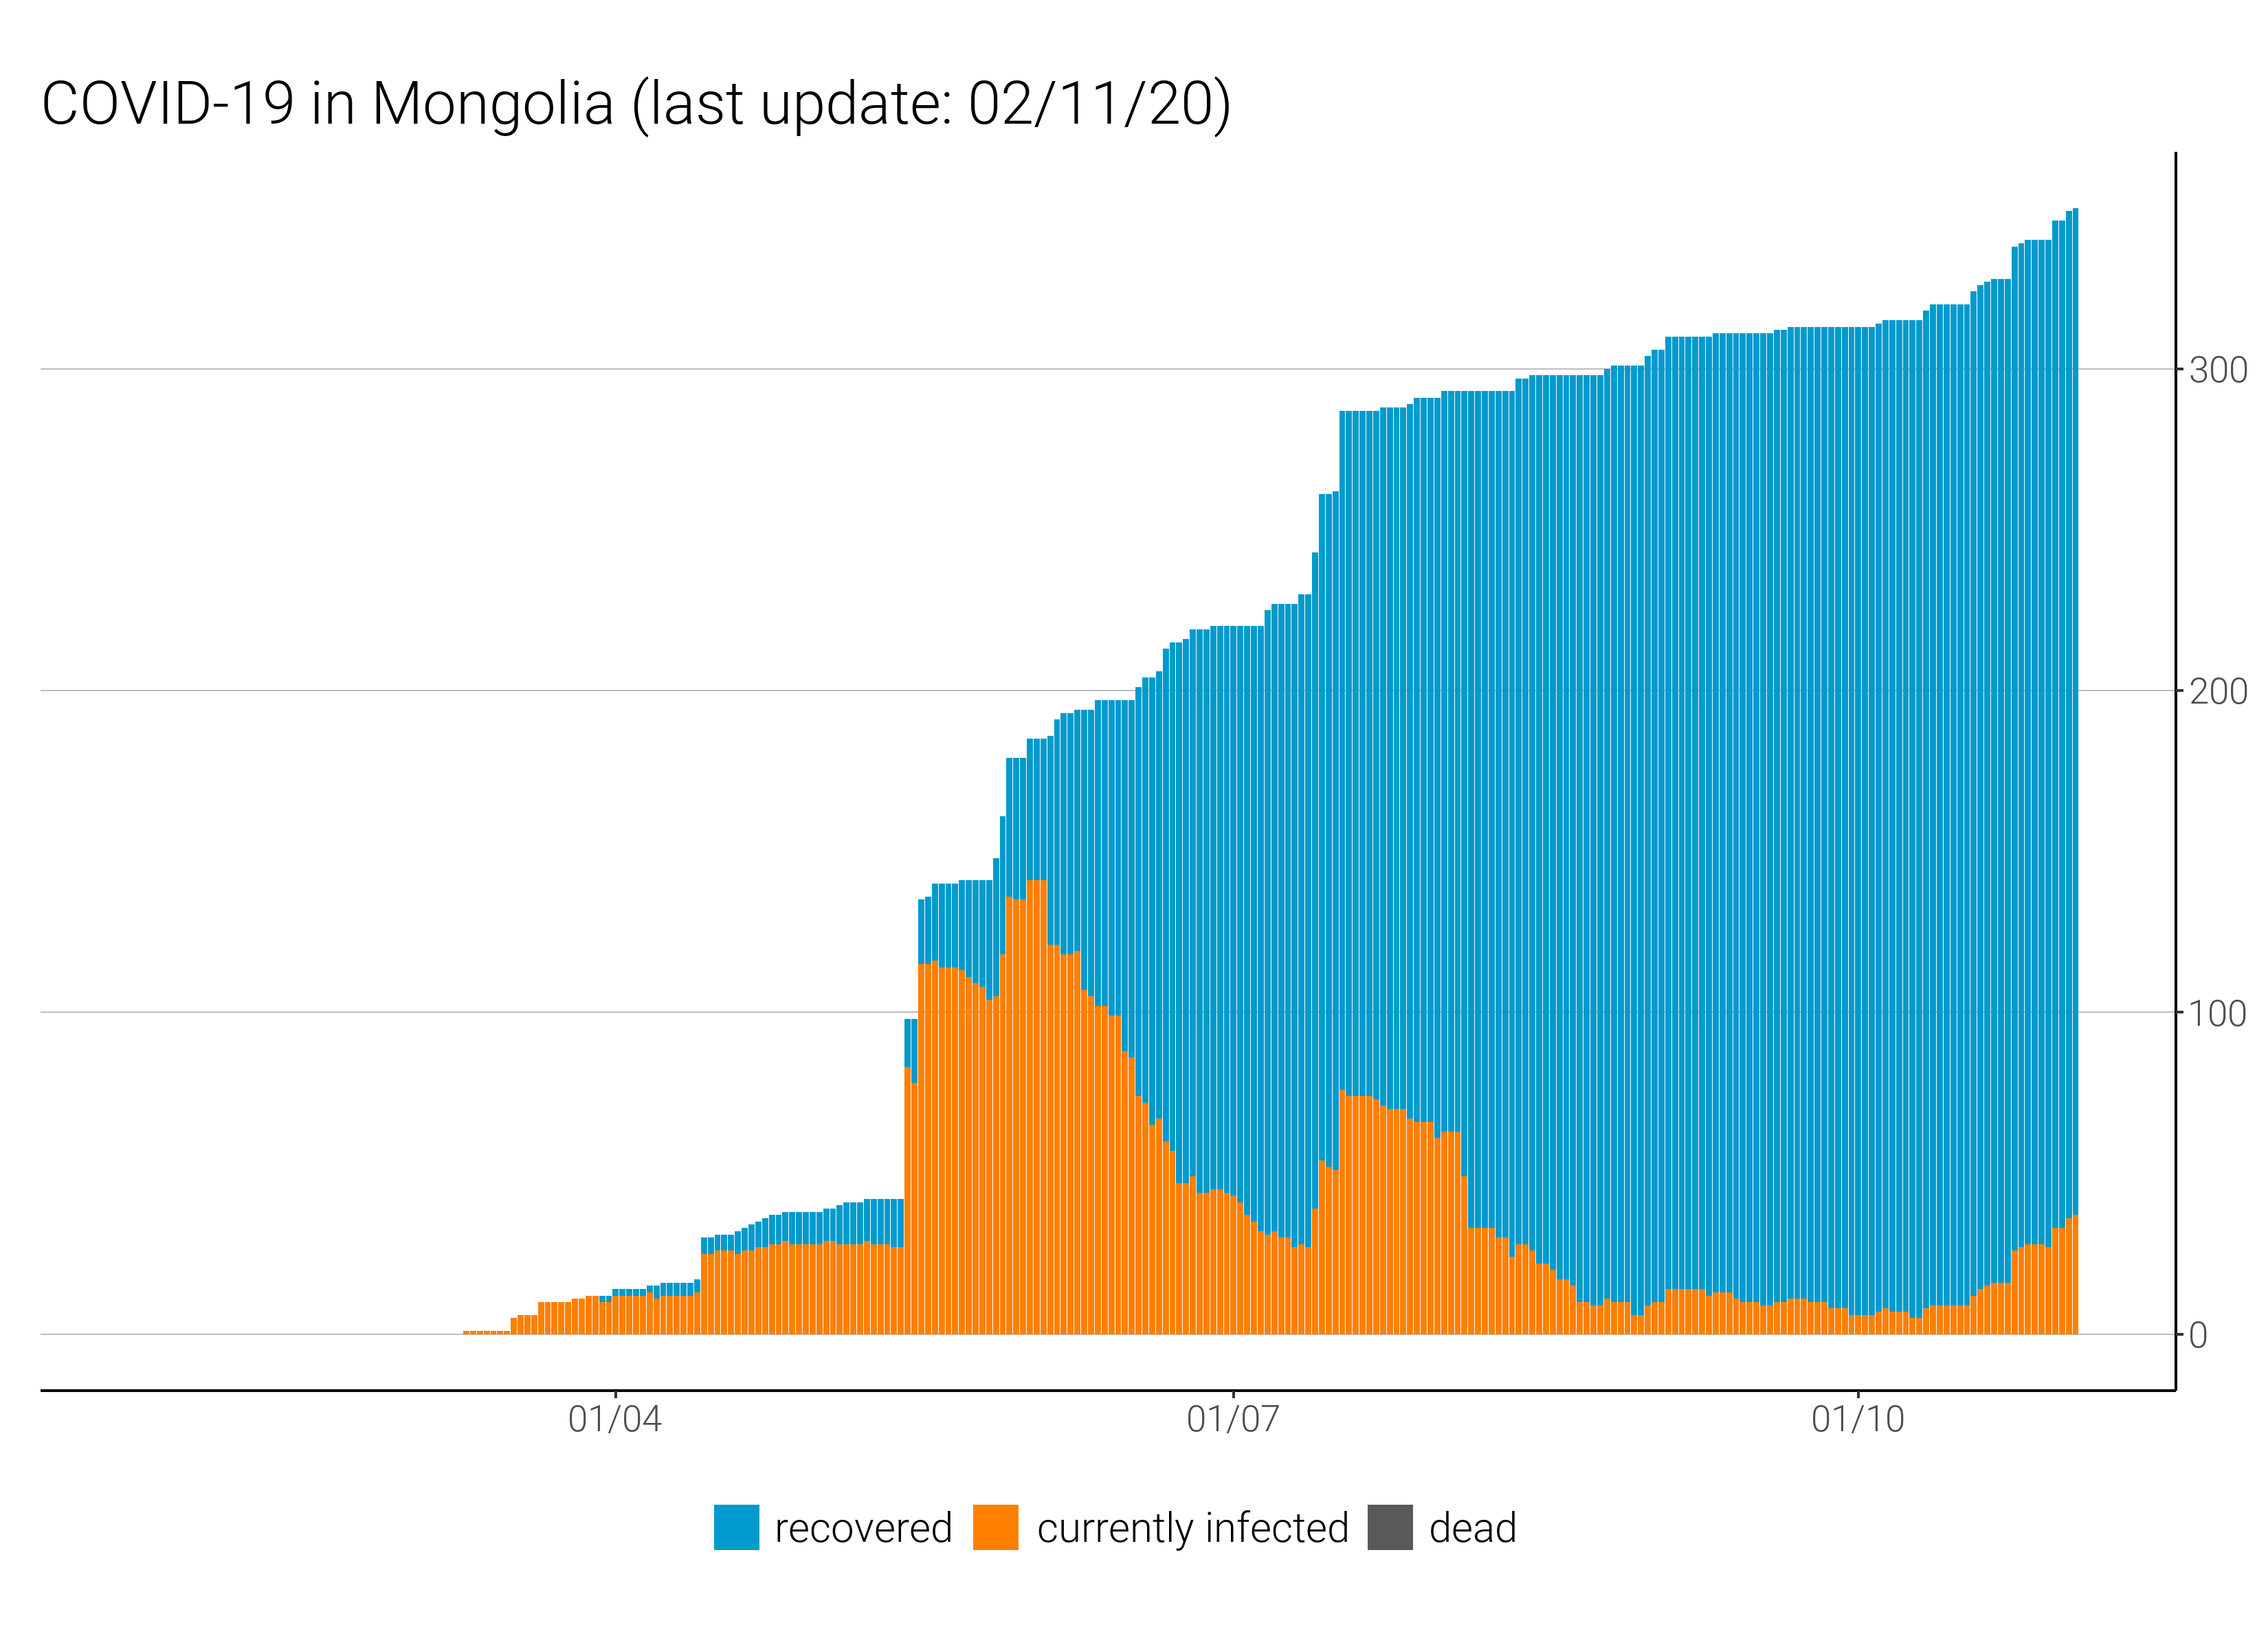 COVID-19 in Mongolia (last update: 02/11/20)
300
200
100
0
01/04 01/07 01/10
recovered currently infected dead